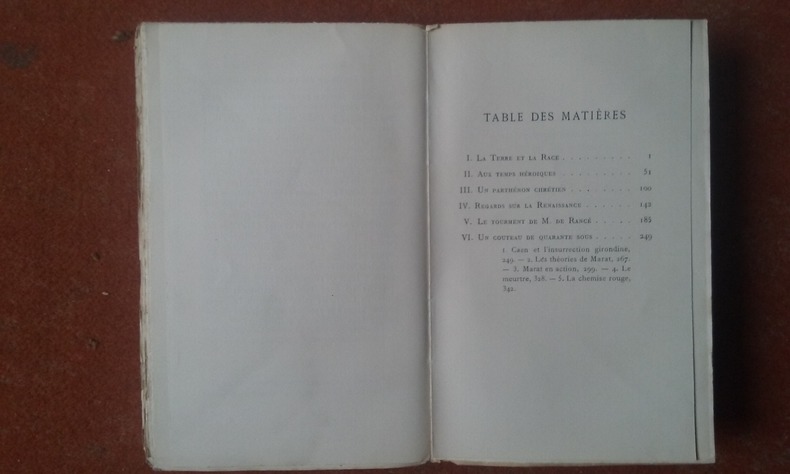 TABLE DES MATIÈRES
I. La Terre et la Race . . . . . . . . . 1
II. Aux temps héroïques . . . . . . . . 51
III. Un parthénon chrétien . . . . . . . 100
IV. Regards sur la Renaissance . . . . . . 142
V. Le tourment de M. de Rancé . . . . . 185
VI. Un couteau de quarante sous . . . . . 249
1. Caen et l'insurrection girondine,
249. — 2. Les théories de Marat, 267.
— 3. Marat en action, 299. — 4. Le
meurtre, 328. — 5. La chemise rouge,
342.